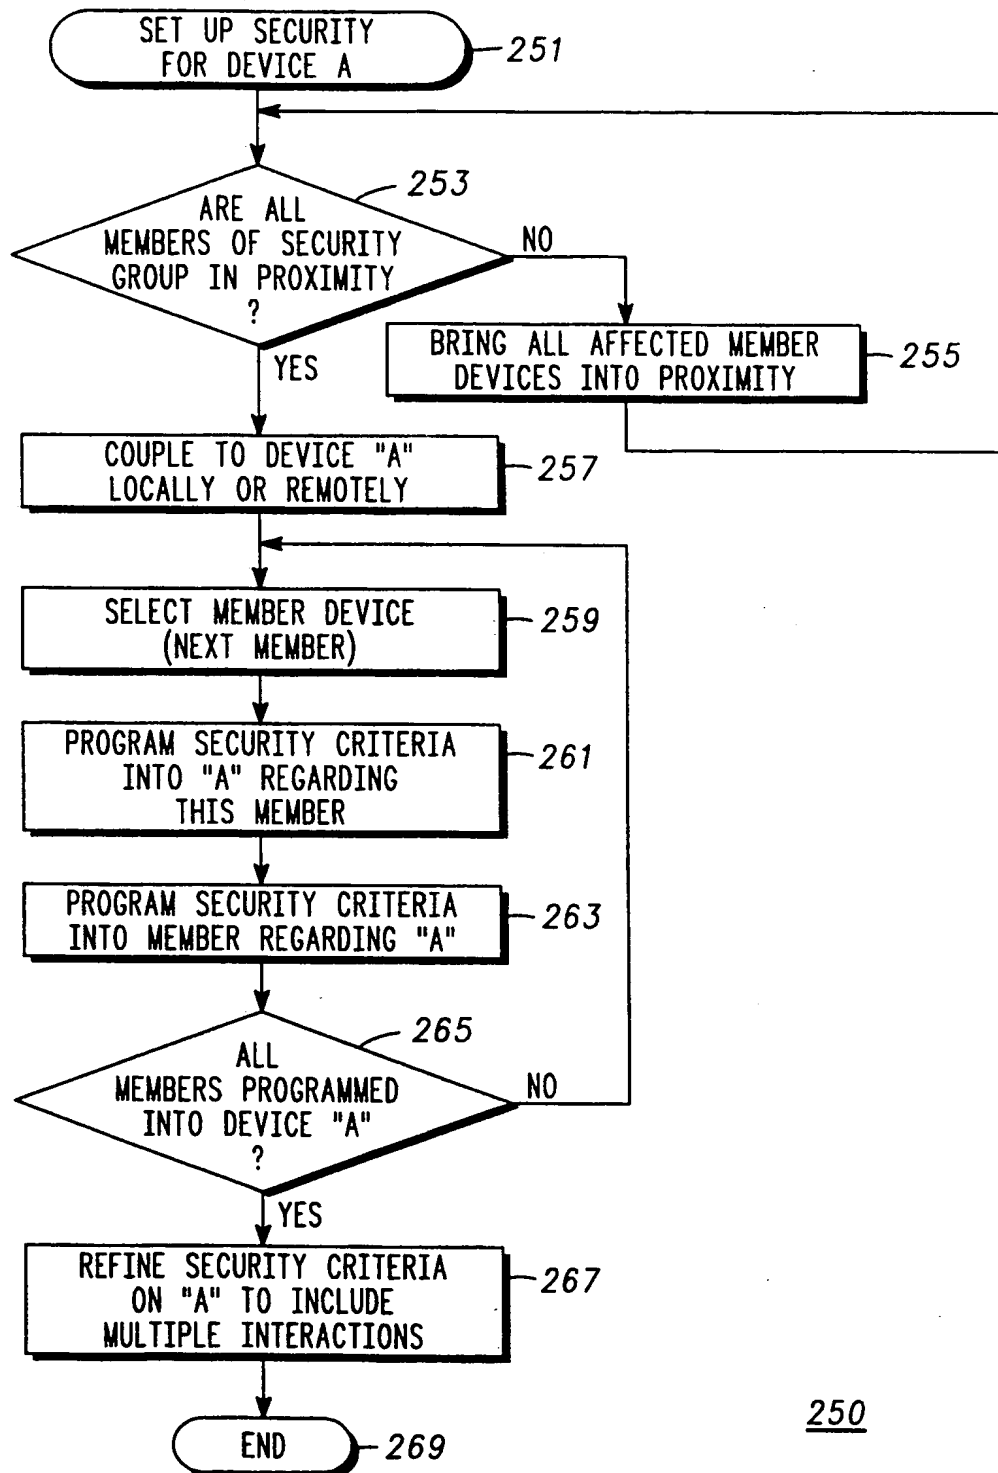 SET UP SECURITY
FOR DEVICE A
251
253
ARE ALL
MEMBERS OF SECURITY
GROUP IN PROXIMITY
?
NO
YES
BRING ALL AFFECTED MEMBER
DEVICES INTO PROXIMITY
255
COUPLE TO DEVICE "A"
LOCALLY OR REMOTELY
257
SELECT MEMBER DEVICE
(NEXT MEMBER)
259
PROGRAM SECURITY CRITERIA
INTO "A" REGARDING
THIS MEMBER
261
PROGRAM SECURITY CRITERIA
INTO MEMBER REGARDING "A"
263
265
ALL
MEMBERS PROGRAMMED
INTO DEVICE "A"
?
NO
YES
REFINE SECURITY CRITERIA
ON "A" TO INCLUDE
MULTIPLE INTERACTIONS
267
END
269
250